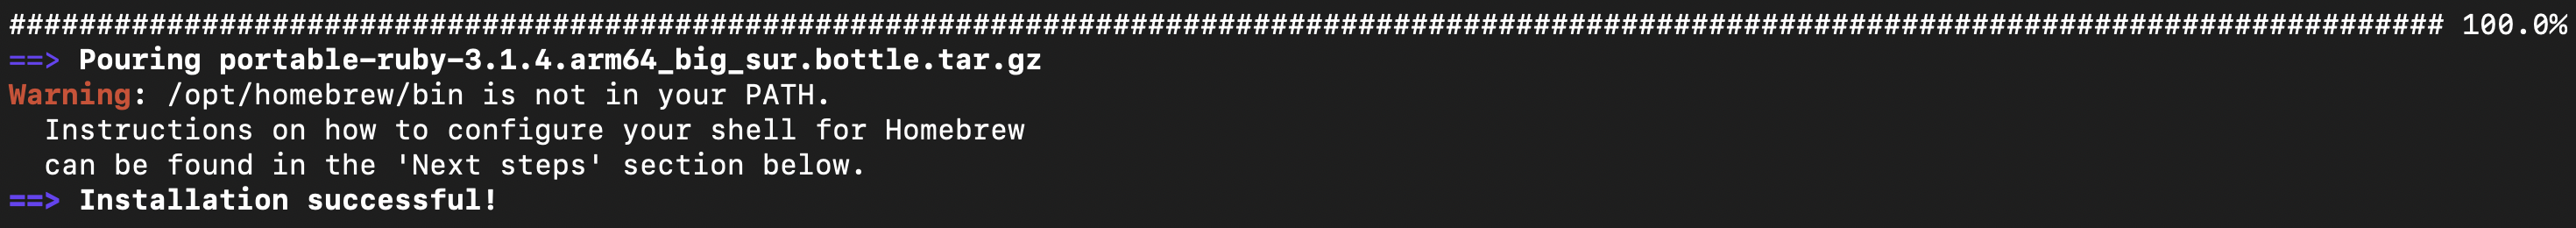 ########################################################################################################################################### 100.0%
==> Pouring portable-ruby-3.1.4.arm64_big_sur.bottle.tar.gz
Warning: /opt/homebrew/bin is not in your PATH.
  Instructions on how to configure your shell for Homebrew
  can be found in the 'Next steps' section below.
==> Installation successful!